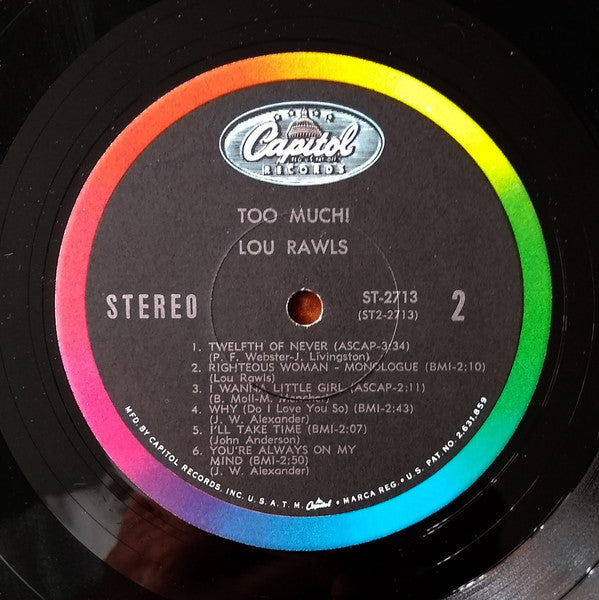 Capitol
RECORDS
TOO MUCH!
LOU RAWLS
STEREO
ST-2713
(ST2-2713)
2
1. TWELFTH OF NEVER (ASCAP-3:34)
(P. F. Webster-J. Livingston)
2. RIGHTEOUS WOMAN - MONOLOGUE (BMI-2:10)
(Lou Rawls)
3. I WANNA LITTLE GIRL (ASCAP-2:11)
(B. Moll-M. Mencher)
4. WHY (Do I Love You So) (BMI-2:43)
(J. W. Alexander)
5. I'LL TAKE TIME (BMI-2:07)
(John Anderson)
6. YOU'RE ALWAYS ON MY
MIND (BMI-2:50)
(J. W. Alexander)
MFD. BY CAPITOL RECORDS, INC. U.S.A. T.M. Capitol • MARCA REG. • U.S. PAT. NO. 2,631,859